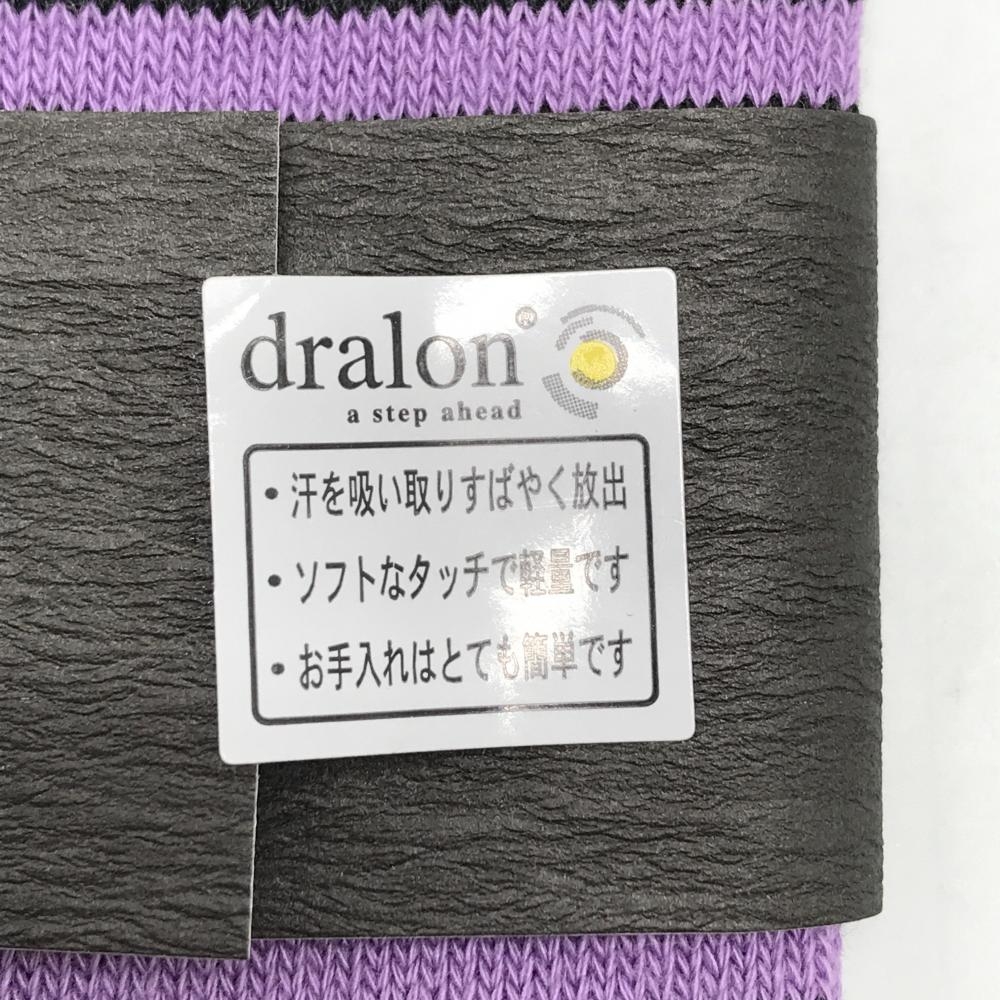 dralon®
a step ahead
・汗を吸い取りすばやく放出
・ソフトなタッチで軽量です
・お手入れはとても簡単です